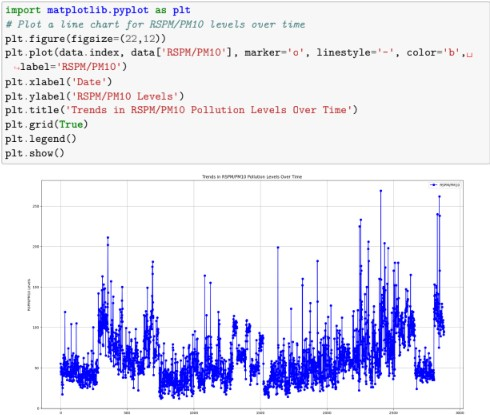 import matplotlib.pyplot as plt
# Plot a line chart for RSPM/PM10 levels over time
plt.figure(figsize=(22,12))
plt.plot(data.index, data['RSPM/PM10'], marker='o', linestyle='-', color='b',
label='RSPM/PM10')
plt.xlabel('Date')
plt.ylabel('RSPM/PM10 Levels')
plt.title('Trends in RSPM/PM10 Pollution Levels Over Time')
plt.grid(True)
plt.legend()
plt.show()
Trends in RSPM/PM10 Pollution Levels Over Time
RSPM/PM10
250
200
150
100
50
0
RSPM/PM10 Levels
0 500 1000 1500 2000 2500 3000